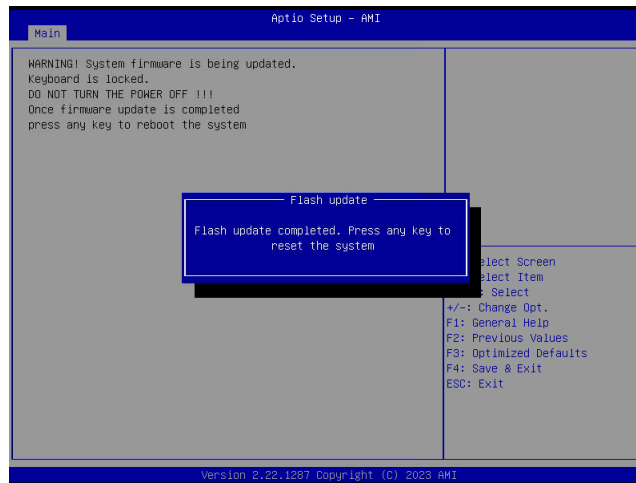 Aptio Setup - AMI
Main
WARNING! System firmware is being updated.
Keyboard is locked.
DO NOT TURN THE POWER OFF !!!
Once firmware update is completed
press any key to reboot the system
Flash update
Flash update completed. Press any key to
reset the system
elect Screen
elect Item
: Select
+/-: Change Opt.
F1: General Help
F2: Previous Values
F3: Optimized Defaults
F4: Save & Exit
ESC: Exit
Version 2.22.1287 Copyright (C) 2023 AMI